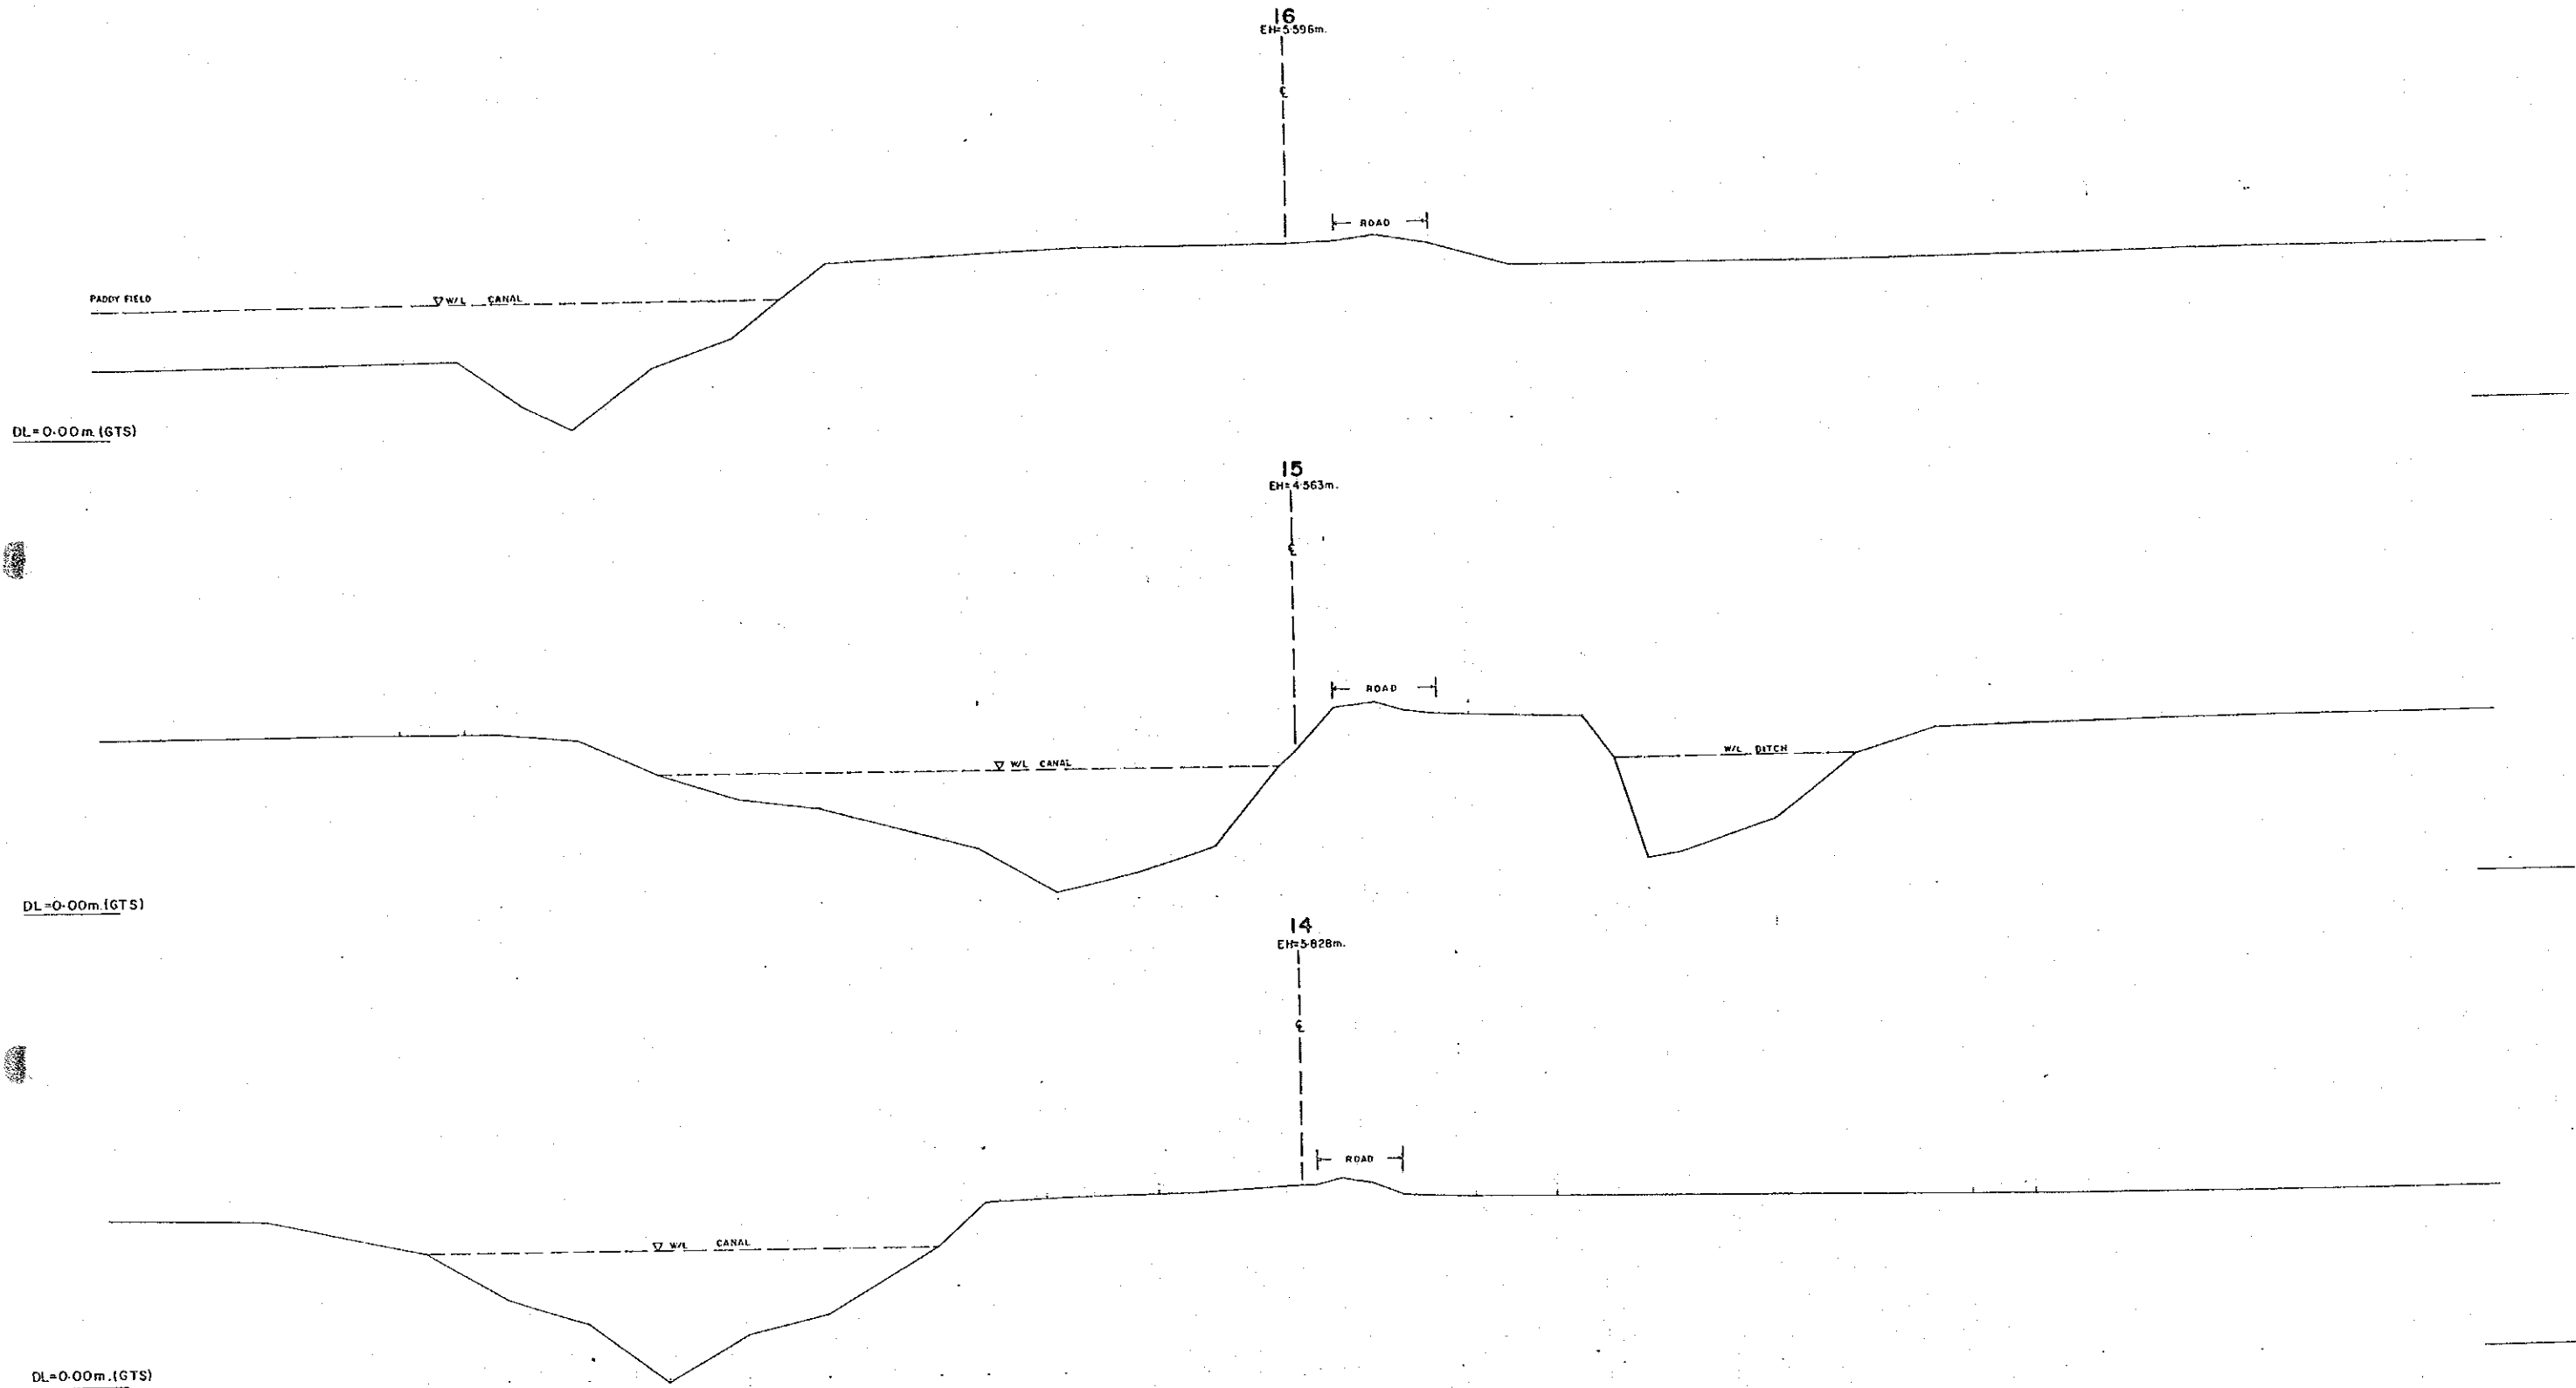 16
EH=5·596m.
℄
ROAD
PADDY FIELD
W/L CANAL
DL=0·00m.(GTS)
15
EH=4·563m.
℄
ROAD
W/L CANAL
W/L DITCH
DL=0·00m.(GTS)
14
EH=5·828m.
℄
ROAD
W/L CANAL
DL=0·00m.(GTS)